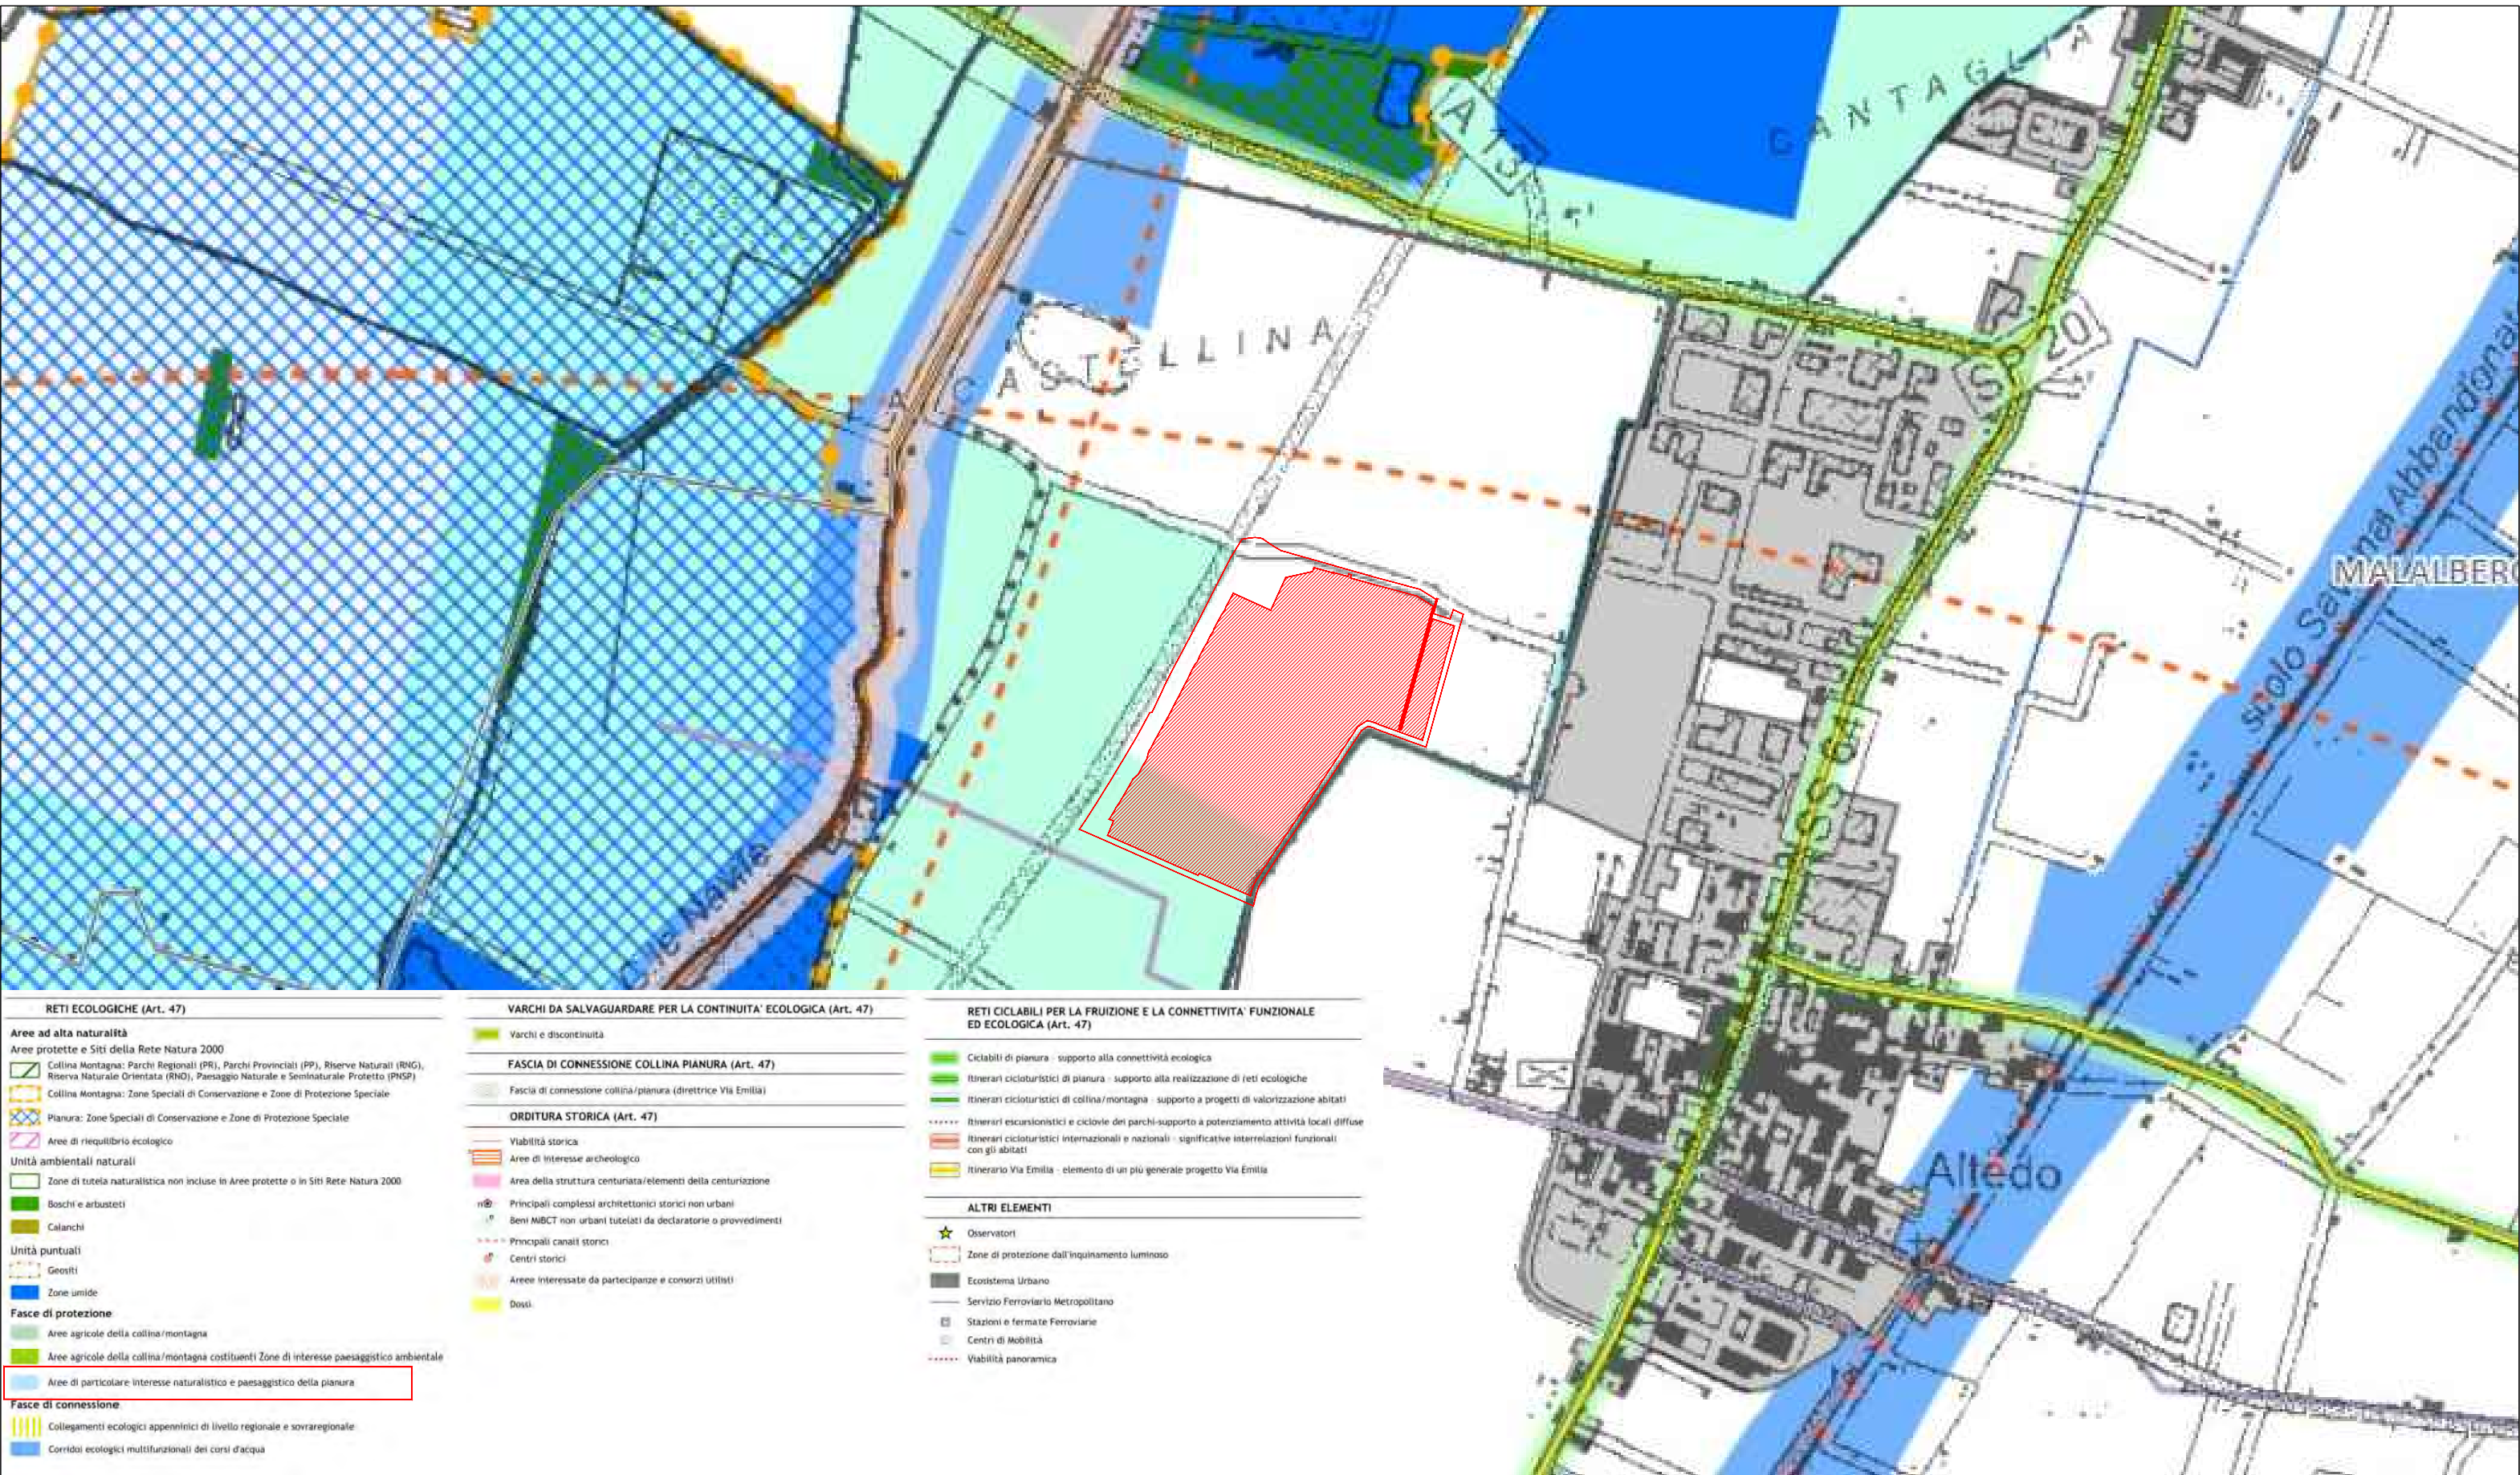 CANTAGLIA
A 13
LA CASTELLINA
SP 20
MALALBERG
solo Savena Abbandonat
Navile
Altedo
RETI ECOLOGICHE (Art. 47)
Aree ad alta naturalità
Aree protette e Siti della Rete Natura 2000
Collina Montagna: Parchi Regionali (PR), Parchi Provinciali (PP), Riserve Naturali (RNG),
Riserva Naturale Orientata (RNO), Paesaggio Naturale e Seminaturale Protetto (PNSP)
Collina Montagna: Zone Speciali di Conservazione e Zone di Protezione Speciale
Pianura: Zone Speciali di Conservazione e Zone di Protezione Speciale
Aree di riequilibrio ecologico
Unità ambientali naturali
Zone di tutela naturalistica non incluse in Aree protette o in Siti Rete Natura 2000
Boschi e arbusteti
Calanchi
Unità puntuali
Geositi
Zone umide
Fasce di protezione
Aree agricole della collina/montagna
Aree agricole della collina/montagna costituenti Zone di interesse paesaggistico ambientale
Aree di particolare interesse naturalistico e paesaggistico della pianura
Fasce di connessione
Collegamenti ecologici appenninici di livello regionale e sovraregionale
Corridoi ecologici multifunzionali dei corsi d'acqua
VARCHI DA SALVAGUARDARE PER LA CONTINUITA' ECOLOGICA (Art. 47)
Varchi e discontinuità
FASCIA DI CONNESSIONE COLLINA PIANURA (Art. 47)
Fascia di connessione collina/pianura (direttrice Via Emilia)
ORDITURA STORICA (Art. 47)
Viabilità storica
Aree di interesse archeologico
Area della struttura centuriata/elementi della centuriazione
Principali complessi architettonici storici non urbani
Beni MiBCT non urbani tutelati da declaratorie o provvedimenti
Principali canali storici
Centri storici
Areee interessate da partecipanze e consorzi utilisti
Dossi
RETI CICLABILI PER LA FRUIZIONE E LA CONNETTIVITA' FUNZIONALE
ED ECOLOGICA (Art. 47)
Ciclabili di pianura - supporto alla connettività ecologica
Itinerari cicloturistici di pianura - supporto alla realizzazione di reti ecologiche
Itinerari cicloturistici di collina/montagna - supporto a progetti di valorizzazione abitati
Itinerari escursionistici e ciclovie dei parchi-supporto a potenziamento attività locali diffuse
Itinerari cicloturistici internazionali e nazionali - significative interrelazioni funzionali
con gli abitati
Itinerario Via Emilia - elemento di un più generale progetto Via Emilia
ALTRI ELEMENTI
Osservatori
Zone di protezione dall'inquinamento luminoso
Ecosistema Urbano
Servizio Ferroviario Metropolitano
Stazioni e fermate Ferroviarie
Centri di Mobilità
Viabilità panoramica